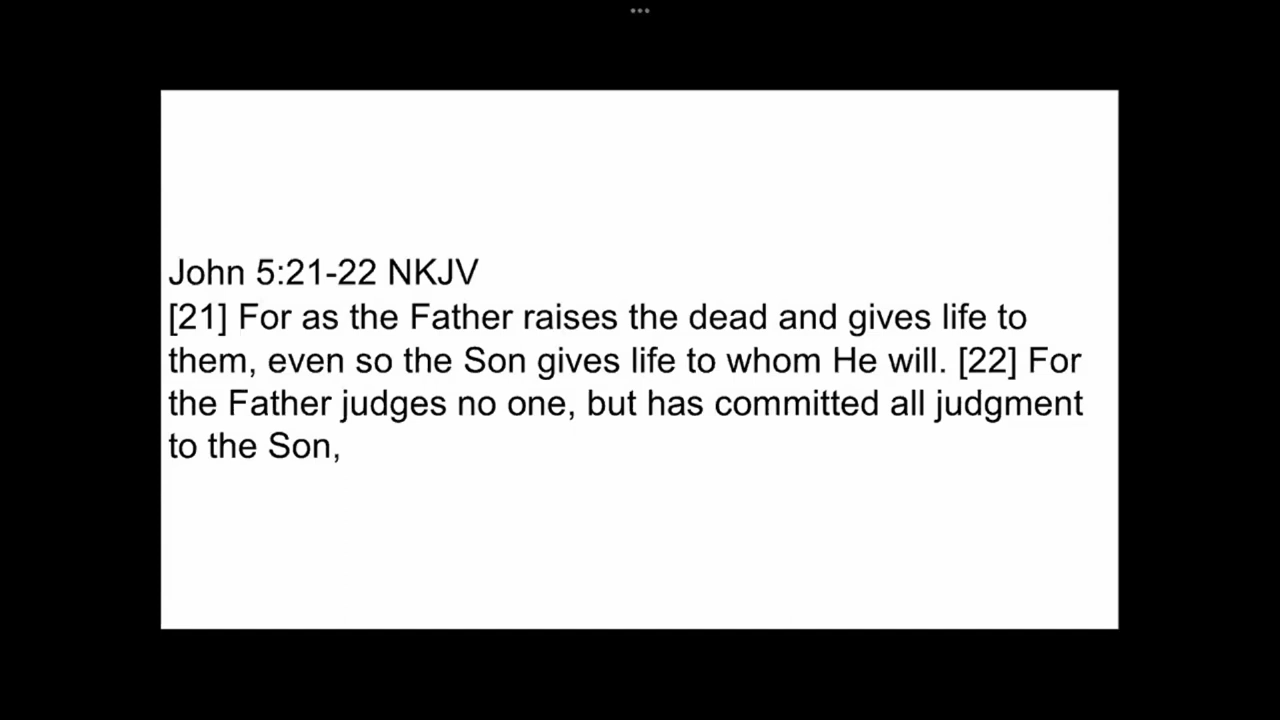 John 5:21-22 NKJV
[21] For as the Father raises the dead and gives life to
them, even so the Son gives life to whom He will. [22] For
the Father judges no one, but has committed all judgment
to the Son,